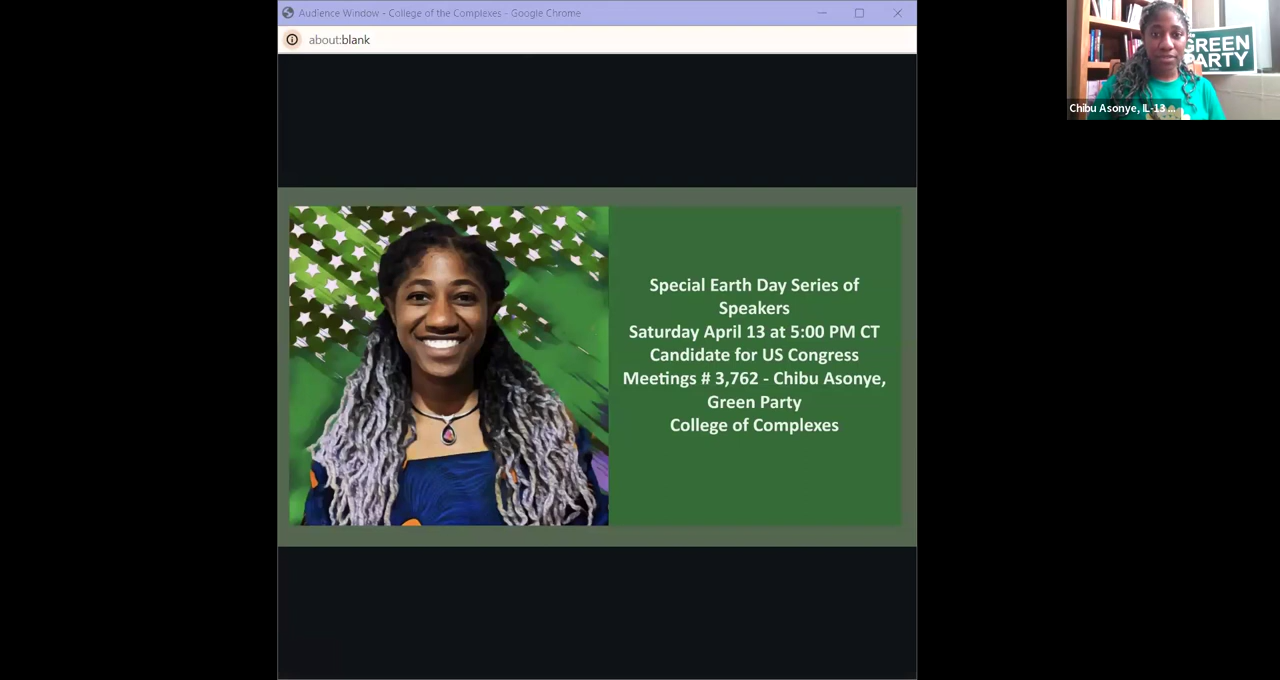 Audience Window - College of the Complexes - Google Chrome
about:blank
GREEN
PARTY
Chibu Asonye, IL-13 ...
Special Earth Day Series of
Speakers
Saturday April 13 at 5:00 PM CT
Candidate for US Congress
Meetings # 3,762 - Chibu Asonye,
Green Party
College of Complexes